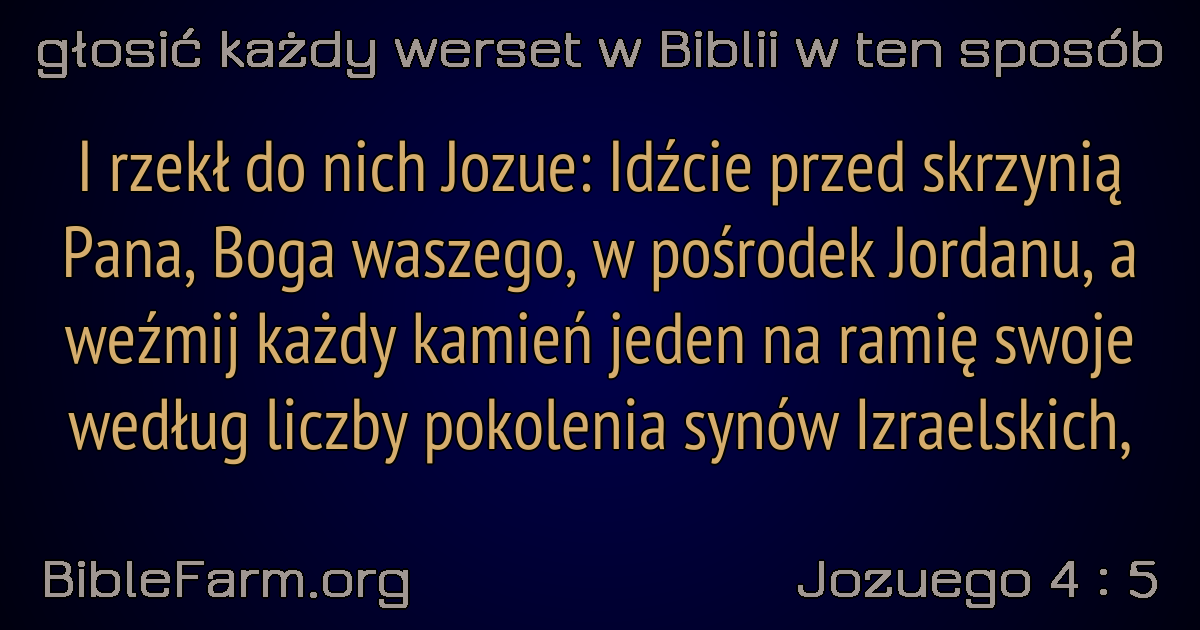 głosić każdy werset w Biblii w ten sposób
I rzekł do nich Jozue: Idźcie przed skrzynią
Pana, Boga waszego, w pośrodek Jordanu, a
weźmij każdy kamień jeden na ramię swoje
według liczby pokolenia synów Izraelskich,
BibleFarm.org
Jozuego 4 : 5